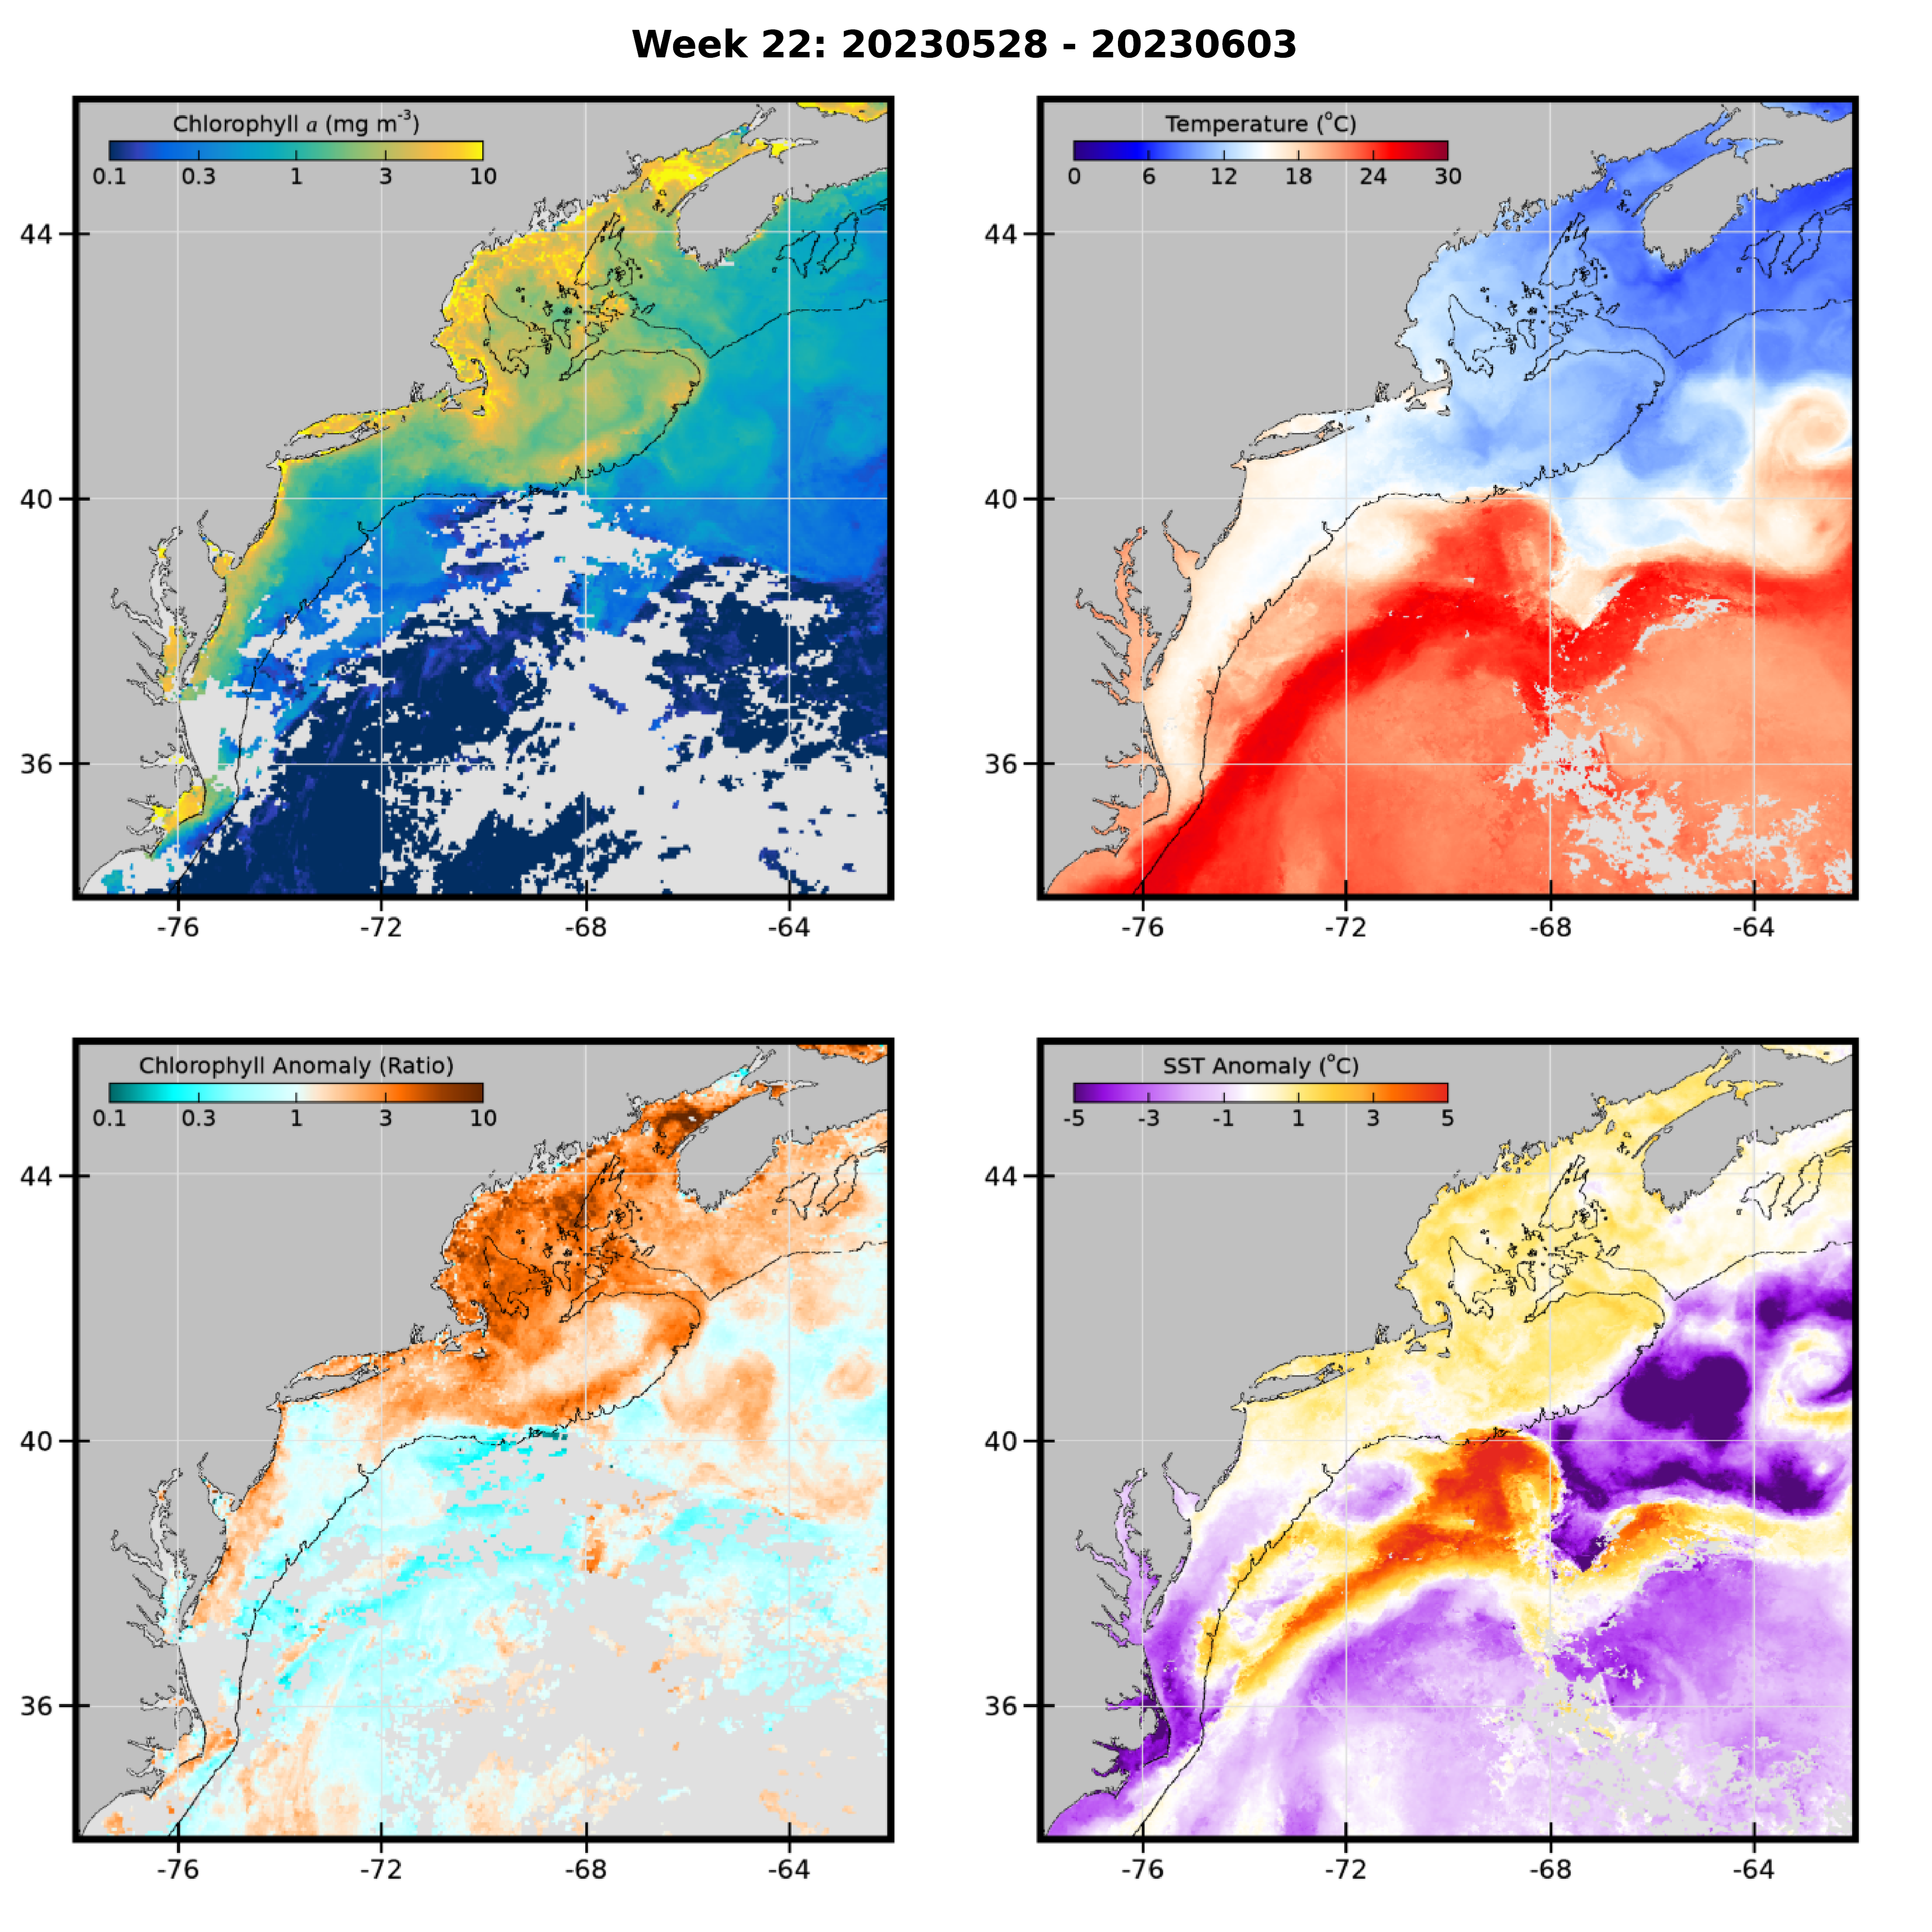 Week 22: 20230528 - 20230603
Chlorophyll a (mg m⁻³)
0.1 0.3 1 3 10
44
40
36
-76 -72 -68 -64
Temperature (°C)
0 6 12 18 24 30
44
40
36
-76 -72 -68 -64
Chlorophyll Anomaly (Ratio)
0.1 0.3 1 3 10
44
40
36
-76 -72 -68 -64
SST Anomaly (°C)
-5 -3 -1 1 3 5
44
40
36
-76 -72 -68 -64